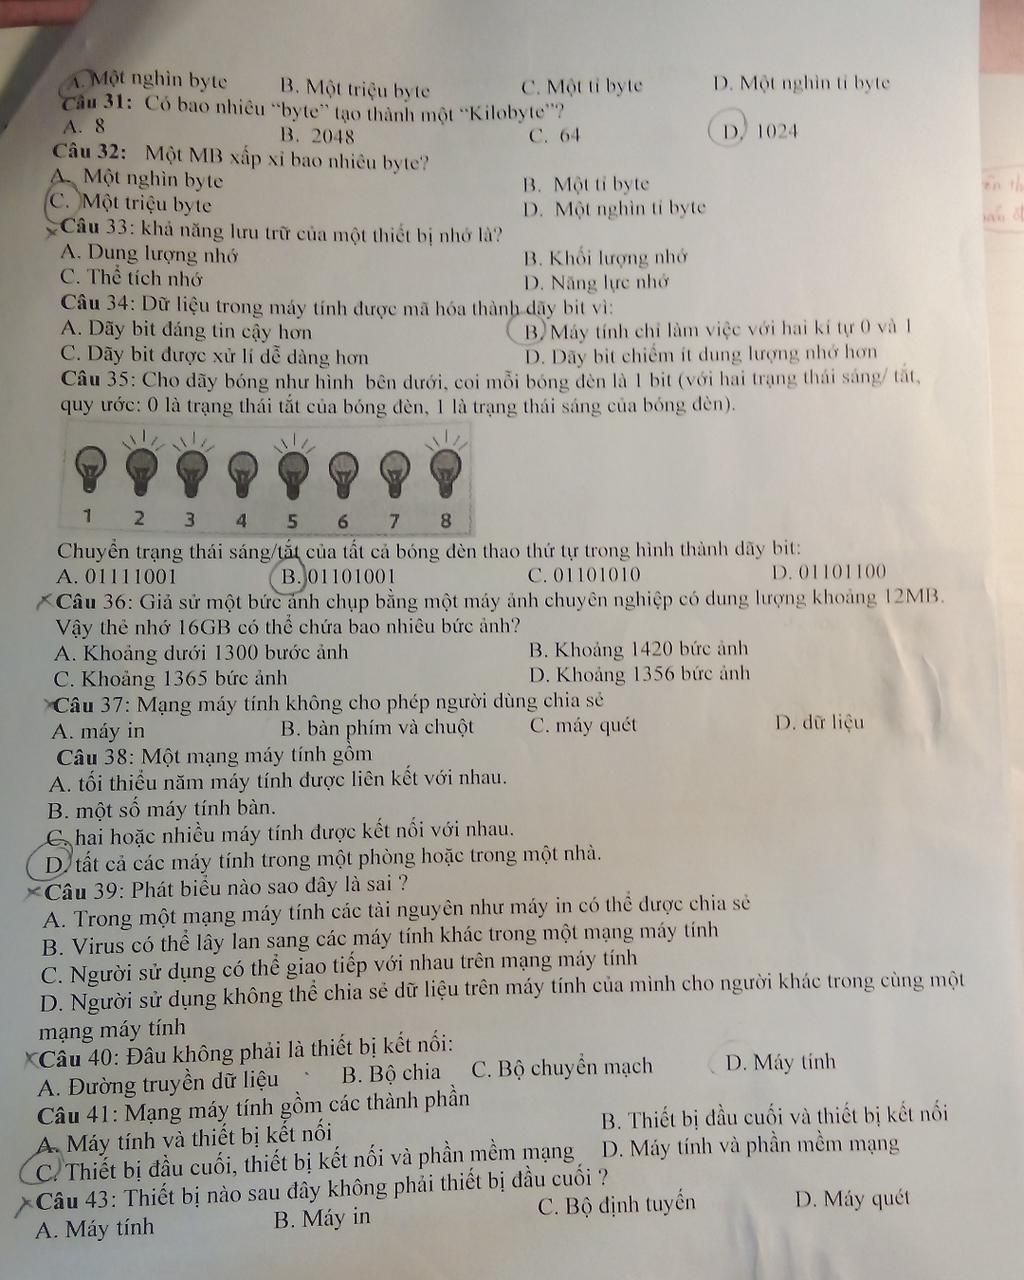 A. Một nghìn byte B. Một triệu byte C. Một tỉ byte D. Một nghìn tỉ byte
Câu 31: Có bao nhiêu “byte” tạo thành một “Kilobyte”?
A. 8 B. 2048 C. 64 D. 1024
Câu 32: Một MB xấp xỉ bao nhiêu byte?
A. Một nghìn byte B. Một tỉ byte
C. Một triệu byte D. Một nghìn tỉ byte
Câu 33: khả năng lưu trữ của một thiết bị nhớ là?
A. Dung lượng nhớ B. Khối lượng nhớ
C. Thể tích nhớ D. Năng lực nhớ
Câu 34: Dữ liệu trong máy tính được mã hóa thành dãy bit vì:
A. Dãy bit đáng tin cậy hơn B. Máy tính chỉ làm việc với hai kí tự 0 và 1
C. Dãy bit được xử lí dễ dàng hơn D. Dãy bit chiếm ít dung lượng nhớ hơn
Câu 35: Cho dãy bóng như hình bên dưới, coi mỗi bóng đèn là 1 bit (với hai trạng thái sáng/ tắt,
quy ước: 0 là trạng thái tắt của bóng đèn, 1 là trạng thái sáng của bóng đèn).
1 2 3 4 5 6 7 8
Chuyển trạng thái sáng/tắt của tất cả bóng đèn thao thứ tự trong hình thành dãy bit:
A. 01111001 B. 01101001 C. 01101010 D. 01101100
Câu 36: Giả sử một bức ảnh chụp bằng một máy ảnh chuyên nghiệp có dung lượng khoảng 12MB.
Vậy thẻ nhớ 16GB có thể chứa bao nhiêu bức ảnh?
A. Khoảng dưới 1300 bước ảnh B. Khoảng 1420 bức ảnh
C. Khoảng 1365 bức ảnh D. Khoảng 1356 bức ảnh
Câu 37: Mạng máy tính không cho phép người dùng chia sẻ
A. máy in B. bàn phím và chuột C. máy quét D. dữ liệu
Câu 38: Một mạng máy tính gồm
A. tối thiểu năm máy tính được liên kết với nhau.
B. một số máy tính bàn.
C. hai hoặc nhiều máy tính được kết nối với nhau.
D. tất cả các máy tính trong một phòng hoặc trong một nhà.
Câu 39: Phát biểu nào sao đây là sai ?
A. Trong một mạng máy tính các tài nguyên như máy in có thể được chia sẻ
B. Virus có thể lây lan sang các máy tính khác trong một mạng máy tính
C. Người sử dụng có thể giao tiếp với nhau trên mạng máy tính
D. Người sử dụng không thể chia sẻ dữ liệu trên máy tính của mình cho người khác trong cùng một
mạng máy tính
Câu 40: Đâu không phải là thiết bị kết nối:
A. Đường truyền dữ liệu B. Bộ chia C. Bộ chuyển mạch D. Máy tính
Câu 41: Mạng máy tính gồm các thành phần
A. Máy tính và thiết bị kết nối B. Thiết bị đầu cuối và thiết bị kết nối
C. Thiết bị đầu cuối, thiết bị kết nối và phần mềm mạng D. Máy tính và phần mềm mạng
Câu 43: Thiết bị nào sau đây không phải thiết bị đầu cuối ?
A. Máy tính B. Máy in C. Bộ định tuyến D. Máy quét